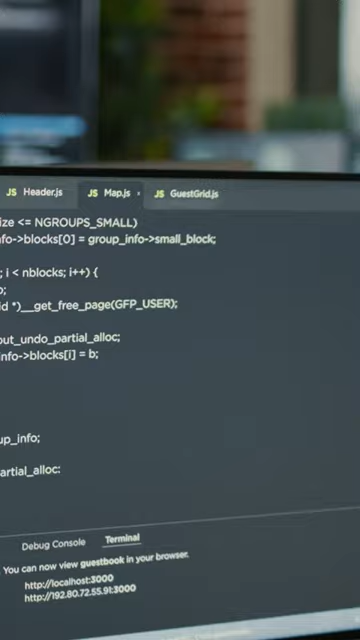 JS Header.js JS Map.js JS GuestGrid.js
ize <= NGROUPS_SMALL)
nfo->blocks[0] = group_info->small_block;
; i < nblocks; i++) {
o;
id *)__get_free_page(GFP_USER);
out_undo_partial_alloc;
nfo->blocks[i] = b;
up_info;
artial_alloc:
Debug Console Terminal
You can now view guestbook in your browser.
http://localhost:3000
http://192.80.72.55.91:3000